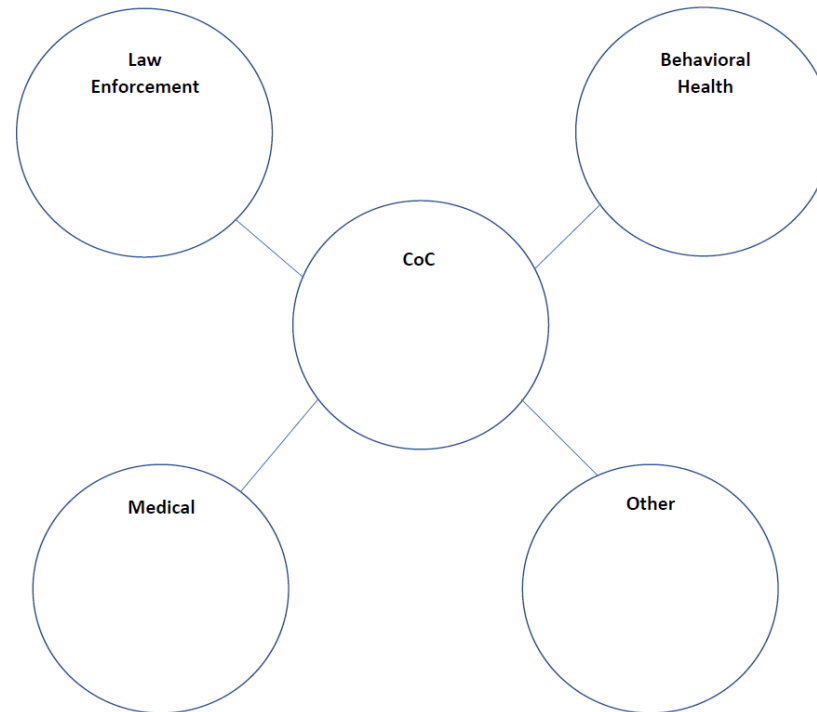 Law
Enforcement
Behavioral
Health
CoC
Medical
Other